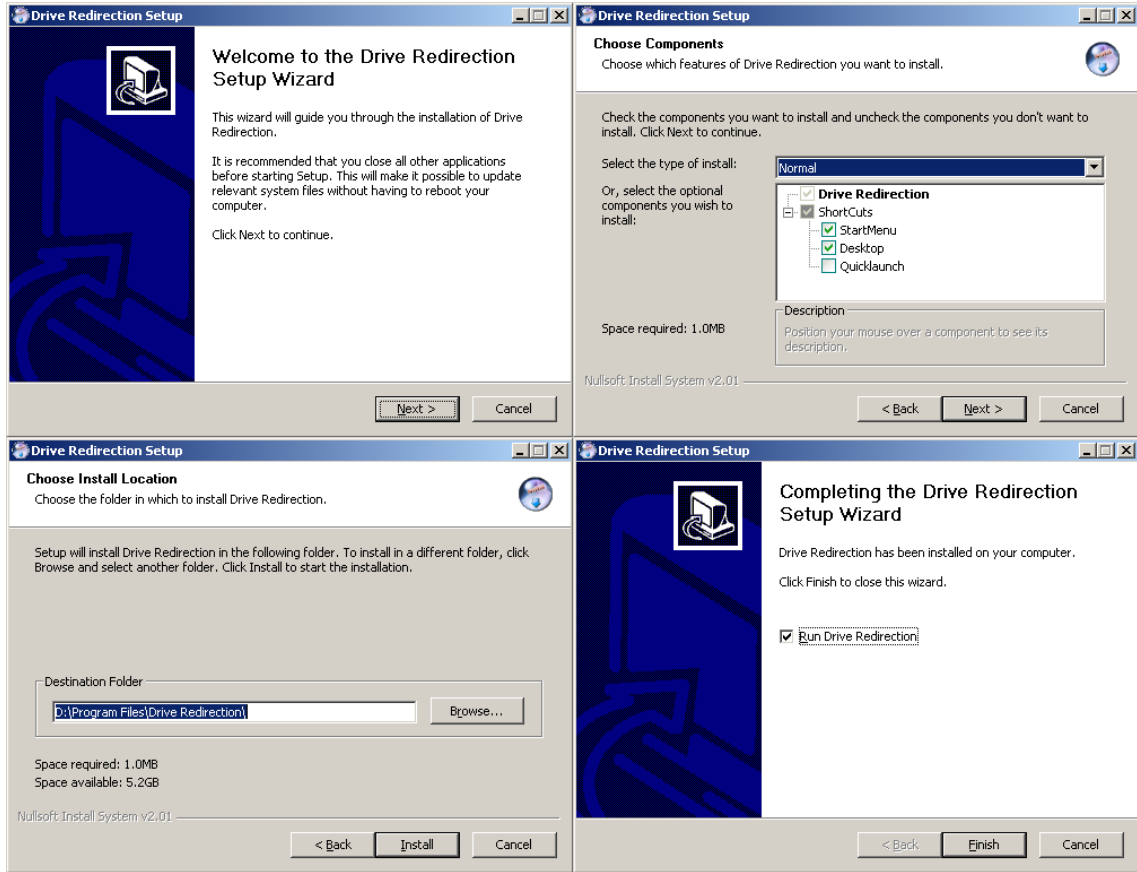 Drive Redirection Setup
Welcome to the Drive Redirection
Setup Wizard
This wizard will guide you through the installation of Drive
Redirection.
It is recommended that you close all other applications
before starting Setup. This will make it possible to update
relevant system files without having to reboot your
computer.
Click Next to continue.
Next >
Cancel
Drive Redirection Setup
Choose Components
Choose which features of Drive Redirection you want to install.
Check the components you want to install and uncheck the components you don't want to
install. Click Next to continue.
Select the type of install:
Normal
Or, select the optional
components you wish to
install:
Drive Redirection
ShortCuts
StartMenu
Desktop
Quicklaunch
Space required: 1.0MB
Description
Position your mouse over a component to see its
description.
Nullsoft Install System v2.01
< Back
Next >
Cancel
Drive Redirection Setup
Choose Install Location
Choose the folder in which to install Drive Redirection.
Setup will install Drive Redirection in the following folder. To install in a different folder, click
Browse and select another folder. Click Install to start the installation.
Destination Folder
D:\Program Files\Drive Redirection\
Browse...
Space required: 1.0MB
Space available: 5.2GB
Nullsoft Install System v2.01
< Back
Install
Cancel
Drive Redirection Setup
Completing the Drive Redirection
Setup Wizard
Drive Redirection has been installed on your computer.
Click Finish to close this wizard.
Run Drive Redirection
< Back
Finish
Cancel